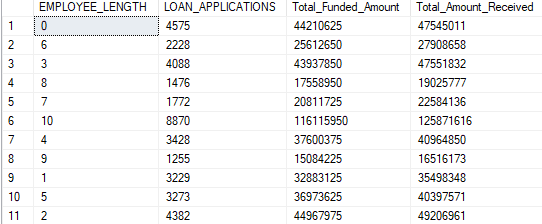 EMPLOYEE_LENGTH LOAN_APPLICATIONS Total_Funded_Amount Total_Amount_Received
1 0 4575 44210625 47545011
2 6 2228 25612650 27908658
3 3 4088 43937850 47551832
4 8 1476 17558950 19025777
5 7 1772 20811725 22584136
6 10 8870 116115950 125871616
7 4 3428 37600375 40964850
8 9 1255 15084225 16516173
9 1 3229 32883125 35498348
10 5 3273 36973625 40397571
11 2 4382 44967975 49206961